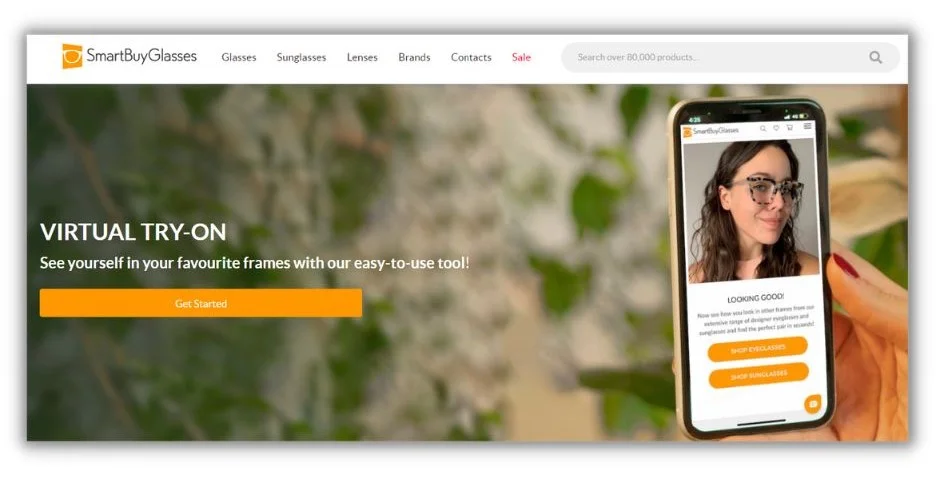 SmartBuyGlasses
Glasses
Sunglasses
Lenses
Brands
Contacts
Sale
Search over 80,000 products...
VIRTUAL TRY-ON
See yourself in your favourite frames with our easy-to-use tool!
Get Started
4:25
SmartBuyGlasses
LOOKING GOOD!
Now see how you look in other frames from our
extensive range of designer eyeglasses and
sunglasses and find the perfect pair in seconds!
SHOP EYEGLASSES
SHOP SUNGLASSES